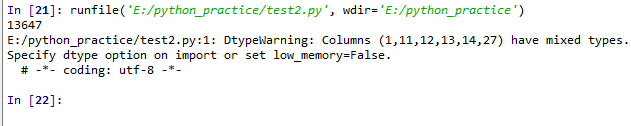 In [21]: runfile('E:/python_practice/test2.py', wdir='E:/python_practice')
13647
E:/python_practice/test2.py:1: DtypeWarning: Columns (1,11,12,13,14,27) have mixed types.
Specify dtype option on import or set low_memory=False.
  # -*- coding: utf-8 -*-
In [22]: